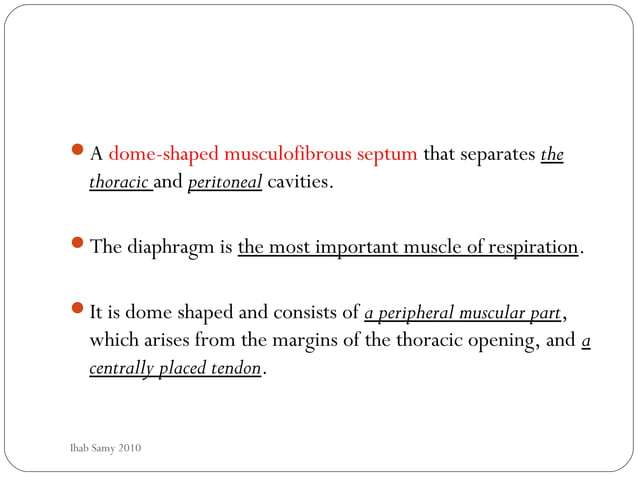 A dome-shaped musculofibrous septum that separates the
thoracic and peritoneal cavities.
The diaphragm is the most important muscle of respiration.
It is dome shaped and consists of a peripheral muscular part,
which arises from the margins of the thoracic opening, and a
centrally placed tendon.
Ihab Samy 2010